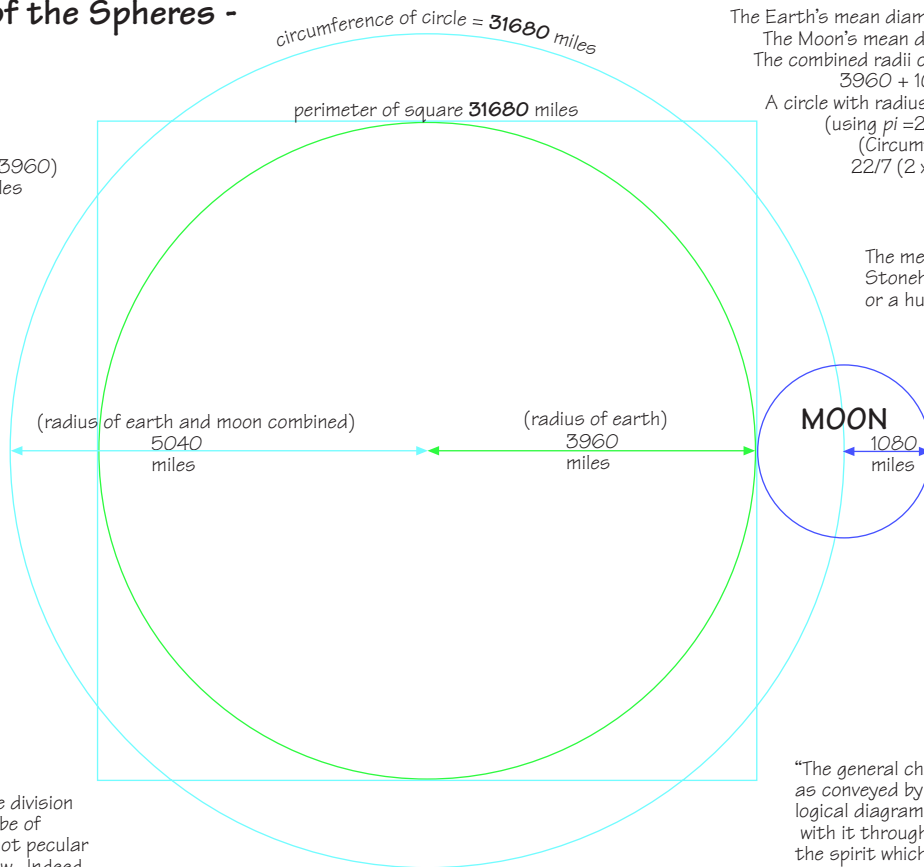 of the Spheres -
circumference of circle = 31680 miles
perimeter of square 31680 miles
3960)
les
The Earth's mean diam
The Moon's mean d
The combined radii o
3960 + 10
A circle with radius
(using pi =2
(Circum
22/7 (2 x
The me
Stoneh
or a hu
(radius of earth and moon combined)
5040
miles
(radius of earth)
3960
miles
MOON
1080
miles
e division
be of
ot pecular
w. Indeed
"The general ch
as conveyed by
logical diagram
with it through
the spirit which